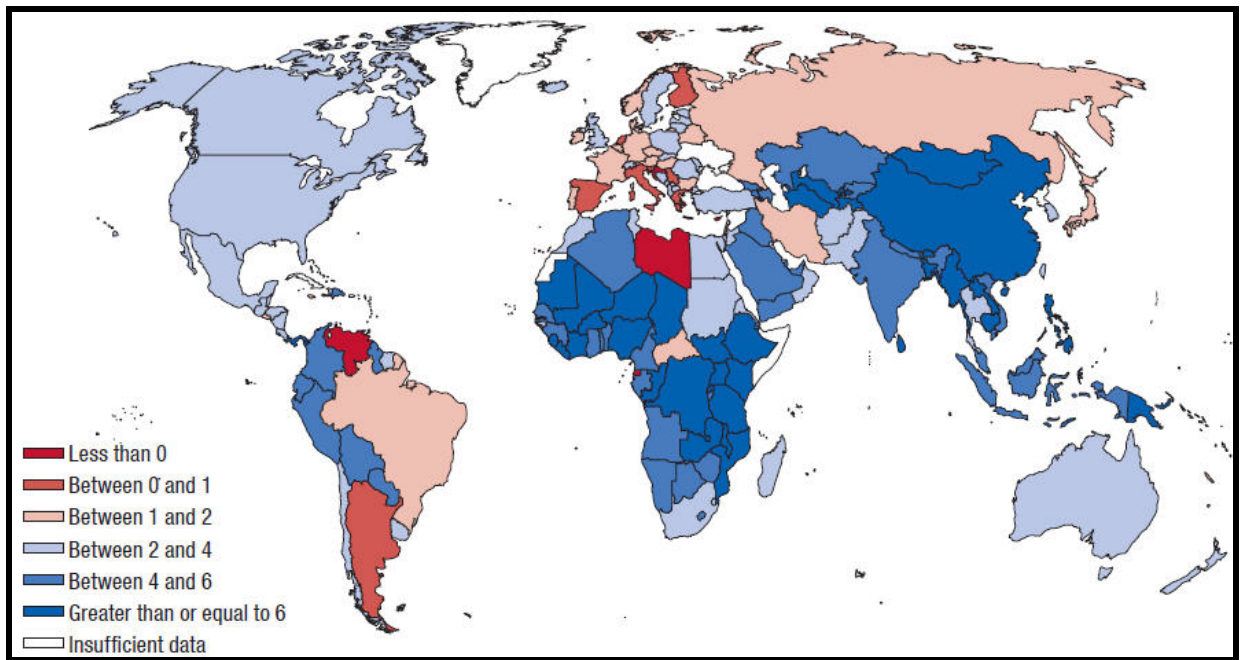 Less than 0
Between 0 and 1
Between 1 and 2
Between 2 and 4
Between 4 and 6
Greater than or equal to 6
Insufficient data